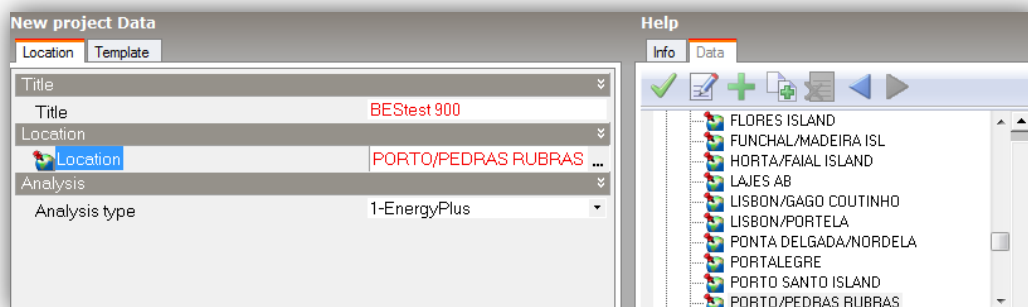 New project Data
Location Template
Title
Title BEStest 900
Location
Location PORTO/PEDRAS RUBRAS ...
Analysis
Analysis type 1-EnergyPlus
Help
Info Data
FLORES ISLAND
FUNCHAL/MADEIRA ISL
HORTA/FAIAL ISLAND
LAJES AB
LISBON/GAGO COUTINHO
LISBON/PORTELA
PONTA DELGADA/NORDELA
PORTALEGRE
PORTO SANTO ISLAND
PORTO/PEDRAS RUBRAS